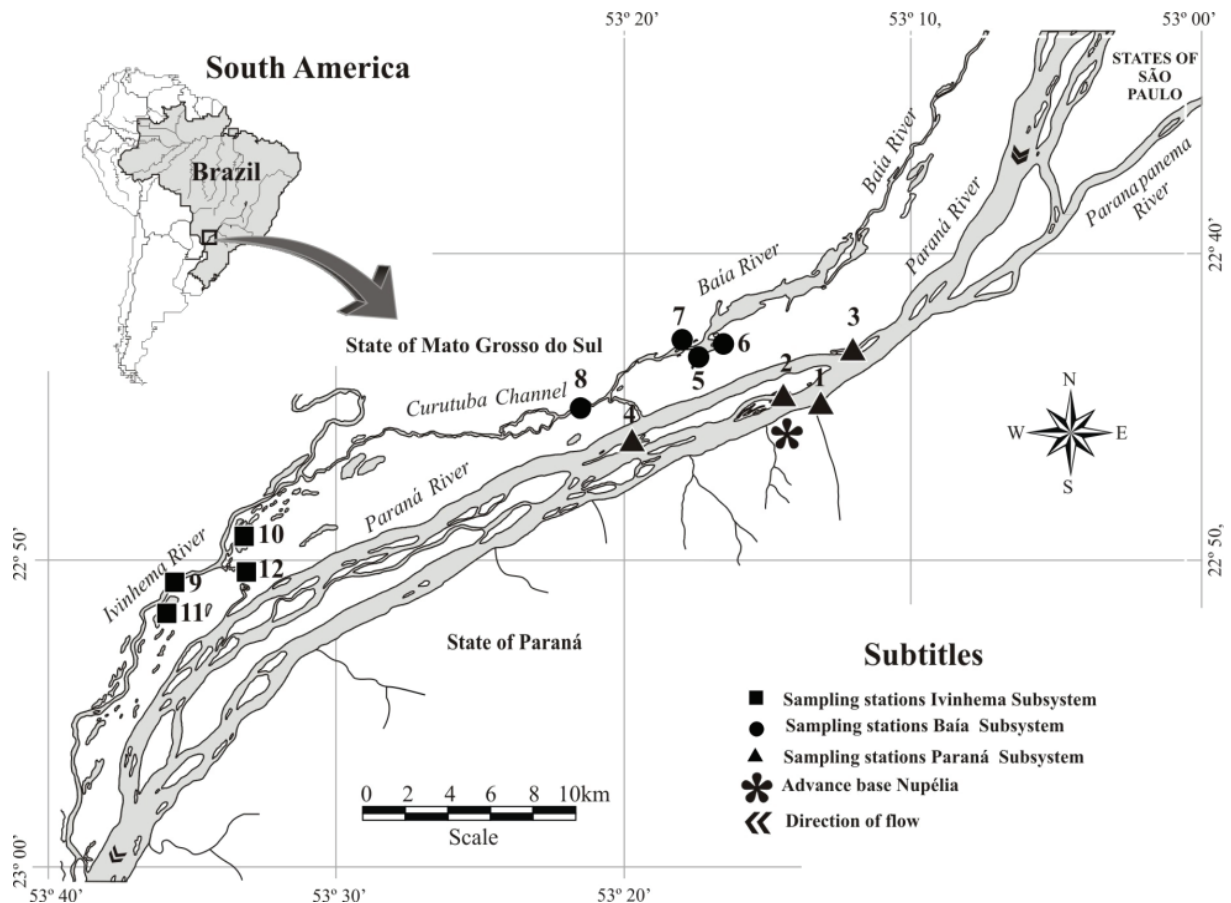 53º 20'
53º 10,
53º 00'
South America
STATES OF
SÃO
PAULO
Brazil
Baía River
Paraná River
Paranapanema
River
22º 40'
Baía River
State of Mato Grosso do Sul
7
6
5
3
2
1
8
4
Curutuba Channel
N
W
E
S
Paraná River
10
12
9
11
Ivinhema River
22º 50'
22º 50,
State of Paraná
Subtitles
Sampling stations Ivinhema Subsystem
Sampling stations Baía Subsystem
Sampling stations Paraná Subsystem
Advance base Nupélia
Direction of flow
0 2 4 6 8 10km
Scale
23º 00'
53º 40'
53º 30'
53º 20'